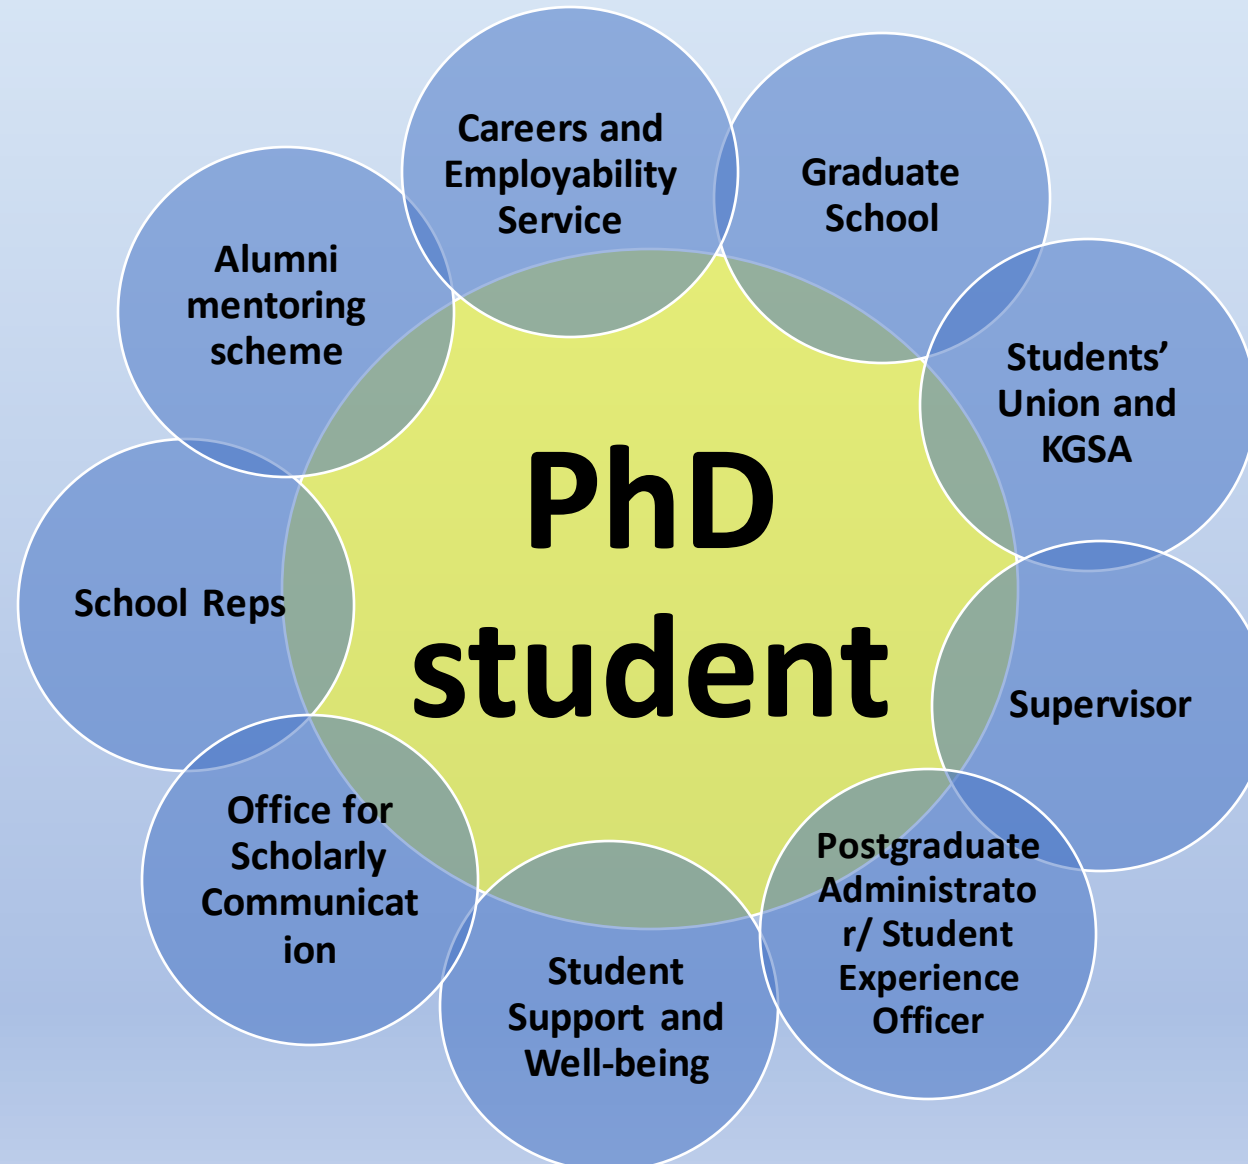 Careers and
Employability
Service
Graduate
School
Students’
Union and
KGSA
Supervisor
Postgraduate
Administrato
r/ Student
Experience
Officer
Student
Support and
Well-being
Office for
Scholarly
Communicat
ion
School Reps
Alumni
mentoring
scheme
PhD
student